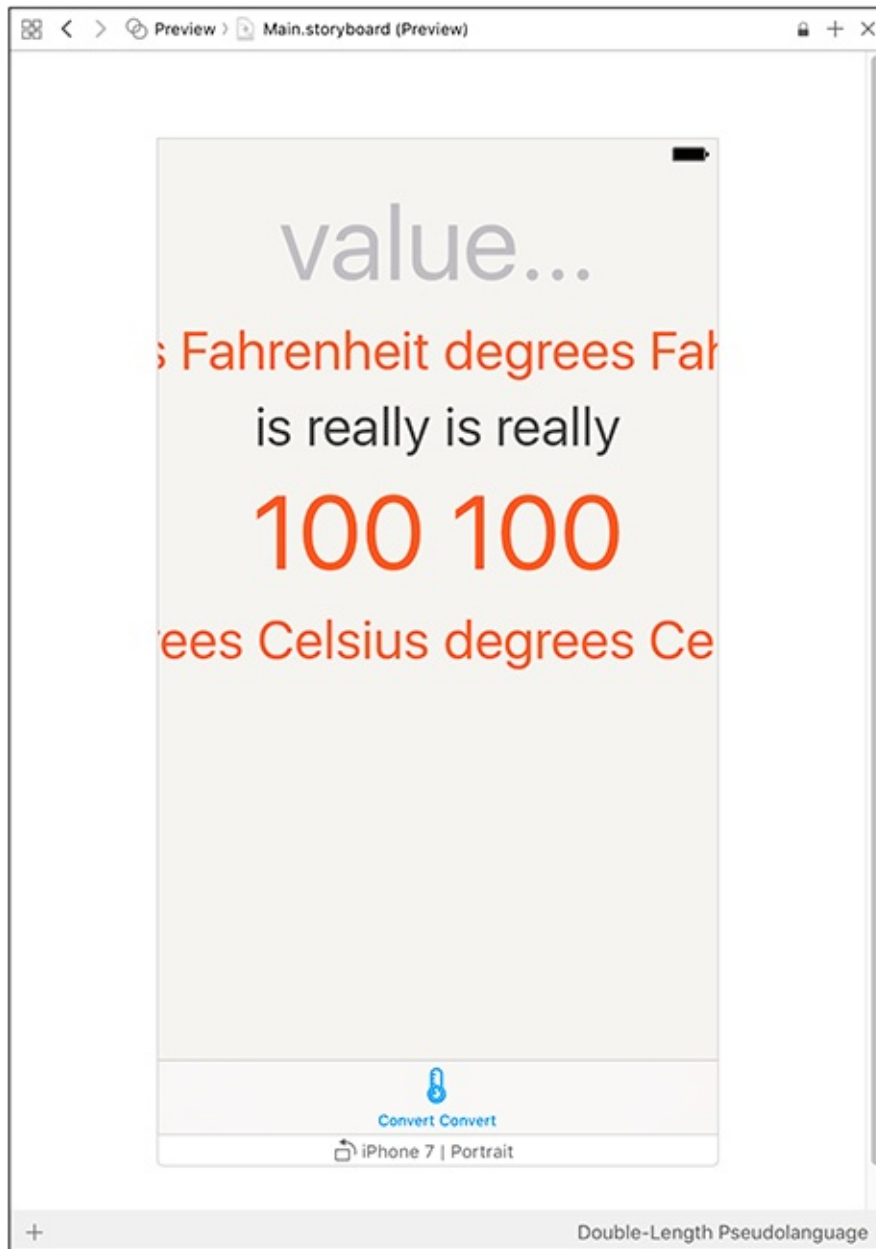 Preview Main.storyboard (Preview)
value...
s Fahrenheit degrees Fah
is really is really
100 100
rees Celsius degrees Ce
Convert Convert
iPhone 7 | Portrait
Double-Length Pseudolanguage